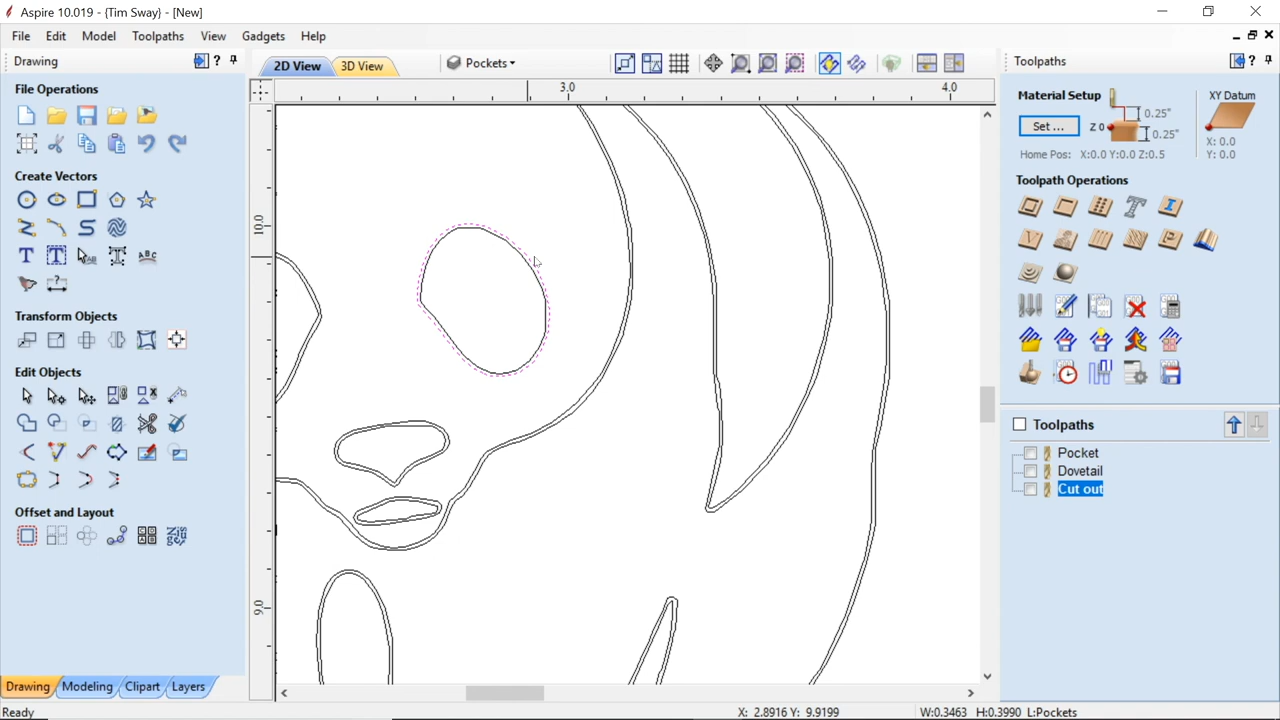 Aspire 10.019 - {Tim Sway} - [New]
File Edit Model Toolpaths View Gadgets Help
Drawing
File Operations
Create Vectors
Transform Objects
Edit Objects
Offset and Layout
Drawing Modeling Clipart Layers
Ready
2D View 3D View
Pockets
3.0 4.0
10.0
9.0
X: 2.8916 Y: 9.9199
W:0.3463 H:0.3990 L:Pockets
Toolpaths
Material Setup
Set ...
Z 0
0.25"
0.25"
Home Pos: X:0.0 Y:0.0 Z:0.5
XY Datum
X: 0.0
Y: 0.0
Toolpath Operations
Toolpaths
Pocket
Dovetail
Cut out